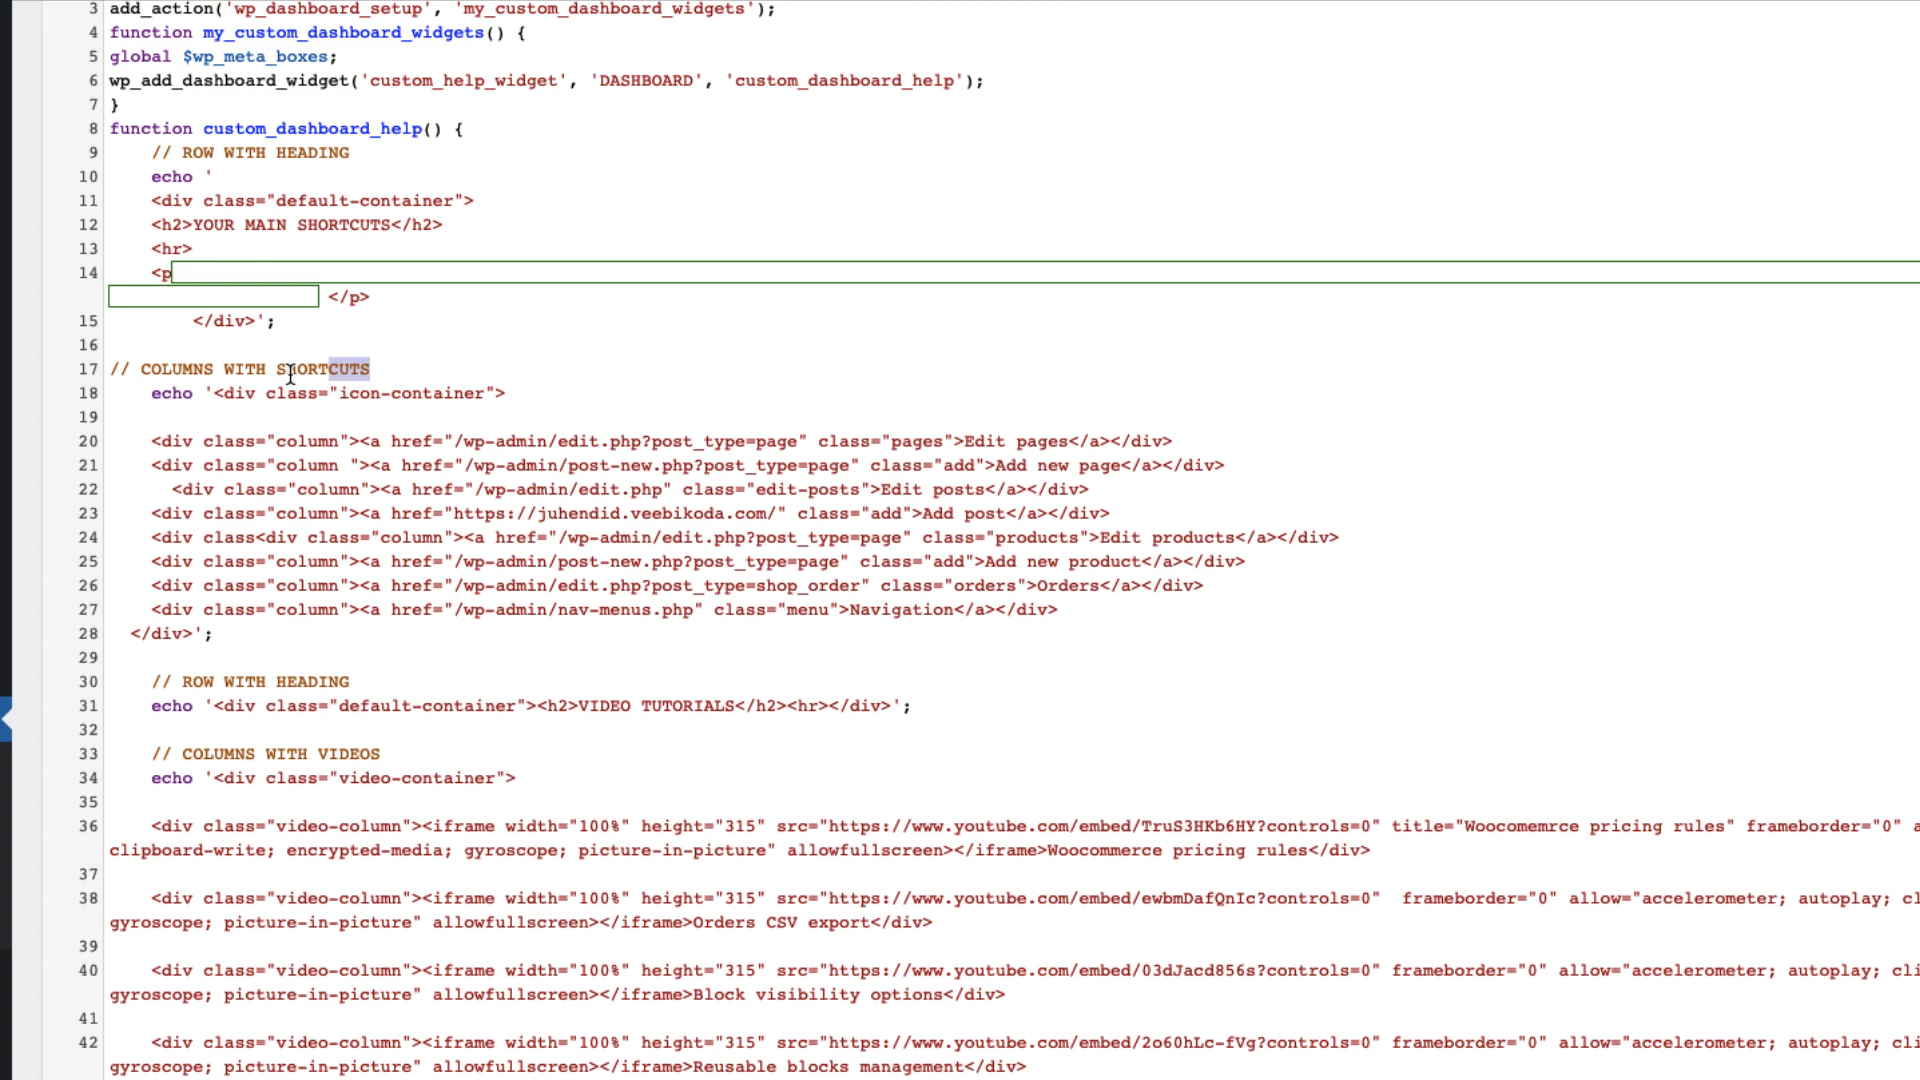 3 add_action('wp_dashboard_setup', 'my_custom_dashboard_widgets');
4 function my_custom_dashboard_widgets() {
5 global $wp_meta_boxes;
6 wp_add_dashboard_widget('custom_help_widget', 'DASHBOARD', 'custom_dashboard_help');
7 }
8 function custom_dashboard_help() {
9 // ROW WITH HEADING
10 echo '
11 <div class="default-container">
12 <h2>YOUR MAIN SHORTCUTS</h2>
13 <hr>
14 <p
</p>
15 </div>';
16
17 // COLUMNS WITH SHORTCUTS
18 echo '<div class="icon-container">
19
20 <div class="column"><a href="/wp-admin/edit.php?post_type=page" class="pages">Edit pages</a></div>
21 <div class="column "><a href="/wp-admin/post-new.php?post_type=page" class="add">Add new page</a></div>
22 <div class="column"><a href="/wp-admin/edit.php" class="edit-posts">Edit posts</a></div>
23 <div class="column"><a href="https://juhendid.veebikoda.com/" class="add">Add post</a></div>
24 <div class<div class="column"><a href="/wp-admin/edit.php?post_type=page" class="products">Edit products</a></div>
25 <div class="column"><a href="/wp-admin/post-new.php?post_type=page" class="add">Add new product</a></div>
26 <div class="column"><a href="/wp-admin/edit.php?post_type=shop_order" class="orders">Orders</a></div>
27 <div class="column"><a href="/wp-admin/nav-menus.php" class="menu">Navigation</a></div>
28 </div>';
29
30 // ROW WITH HEADING
31 echo '<div class="default-container"><h2>VIDEO TUTORIALS</h2><hr></div>';
32
33 // COLUMNS WITH VIDEOS
34 echo '<div class="video-container">
35
36 <div class="video-column"><iframe width="100%" height="315" src="https://www.youtube.com/embed/TruS3HKb6HY?controls=0" title="Woocomemrce pricing rules" frameborder="0" a
clipboard-write; encrypted-media; gyroscope; picture-in-picture" allowfullscreen></iframe>Woocommerce pricing rules</div>
37
38 <div class="video-column"><iframe width="100%" height="315" src="https://www.youtube.com/embed/ewbmDafQnIc?controls=0"  frameborder="0" allow="accelerometer; autoplay; cl
gyroscope; picture-in-picture" allowfullscreen></iframe>Orders CSV export</div>
39
40 <div class="video-column"><iframe width="100%" height="315" src="https://www.youtube.com/embed/03dJacd856s?controls=0" frameborder="0" allow="accelerometer; autoplay; cli
gyroscope; picture-in-picture" allowfullscreen></iframe>Block visibility options</div>
41
42 <div class="video-column"><iframe width="100%" height="315" src="https://www.youtube.com/embed/2o60hLc-fVg?controls=0" frameborder="0" allow="accelerometer; autoplay; cli
gyroscope; picture-in-picture" allowfullscreen></iframe>Reusable blocks management</div>